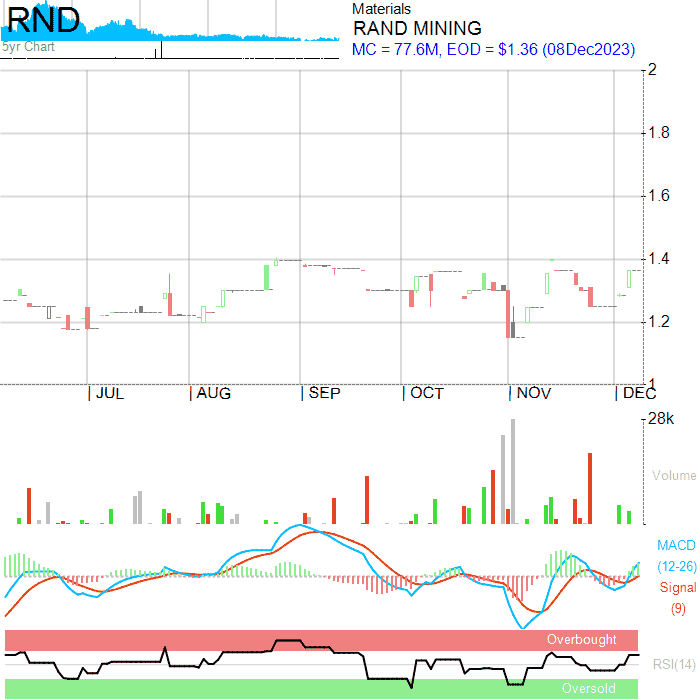 RND
5yr Chart
Materials
RAND MINING
MC = 77.6M, EOD = $1.36 (08Dec2023)
2
1.8
1.6
1.4
1.2
1
JUL AUG SEP OCT NOV DEC
28k
Volume
MACD
(12-26)
Signal
(9)
Overbought
RSI(14)
Oversold